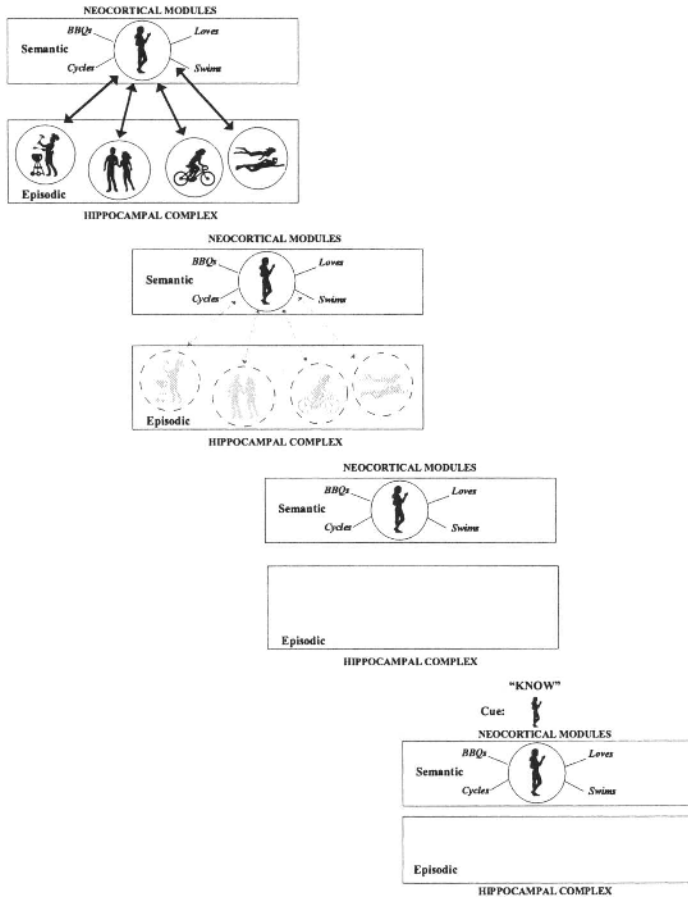 NEOCORTICAL MODULES
BBQs Loves
Semantic
Cycles Swims
Episodic
HIPPOCAMPAL COMPLEX
NEOCORTICAL MODULES
BBQs Loves
Semantic
Cycles Swims
Episodic
HIPPOCAMPAL COMPLEX
NEOCORTICAL MODULES
BBQs Loves
Semantic
Cycles Swims
Episodic
HIPPOCAMPAL COMPLEX
“KNOW”
Cue:
NEOCORTICAL MODULES
BBQs Loves
Semantic
Cycles Swims
Episodic
HIPPOCAMPAL COMPLEX